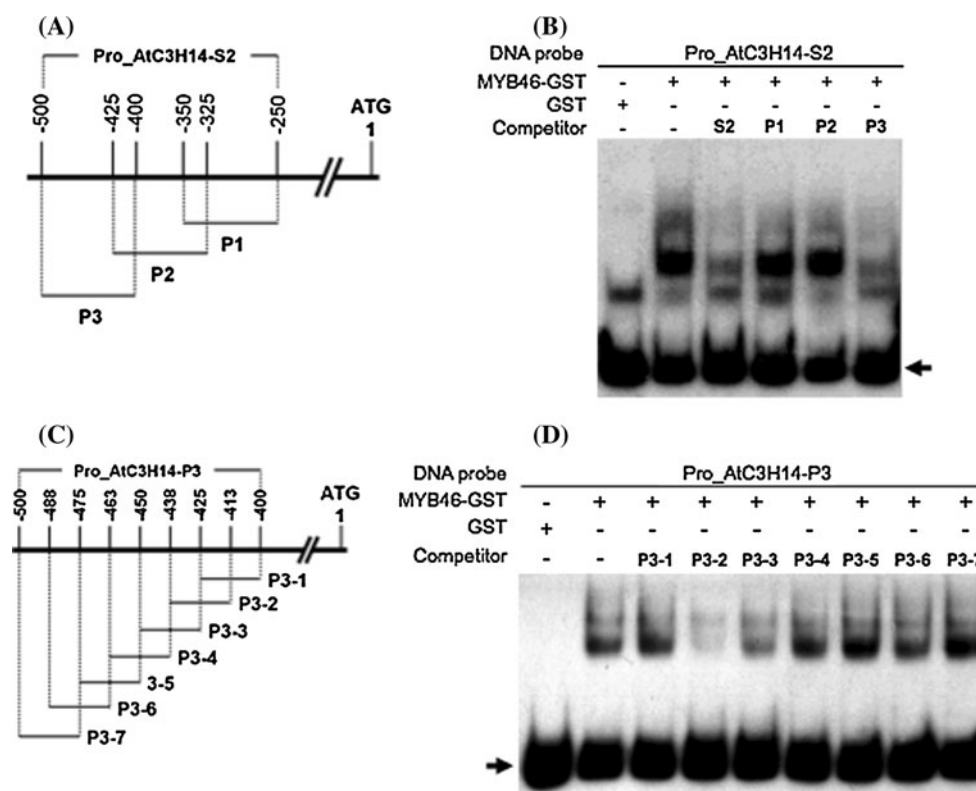 (A)
Pro_AtC3H14-S2
-500
-425
-400
-350
-325
-250
ATG
1
P1
P2
P3
(B)
DNA probe Pro_AtC3H14-S2
MYB46-GST - + + + + +
GST + - - - - -
Competitor - - S2 P1 P2 P3
(C)
Pro_AtC3H14-P3
-500
-488
-475
-463
-450
-438
-425
-413
-400
ATG
1
P3-1
P3-2
P3-3
P3-4
3-5
P3-6
P3-7
(D)
DNA probe Pro_AtC3H14-P3
MYB46-GST - + + + + + + + +
GST + - - - - - - - -
Competitor - - P3-1 P3-2 P3-3 P3-4 P3-5 P3-6 P3-7